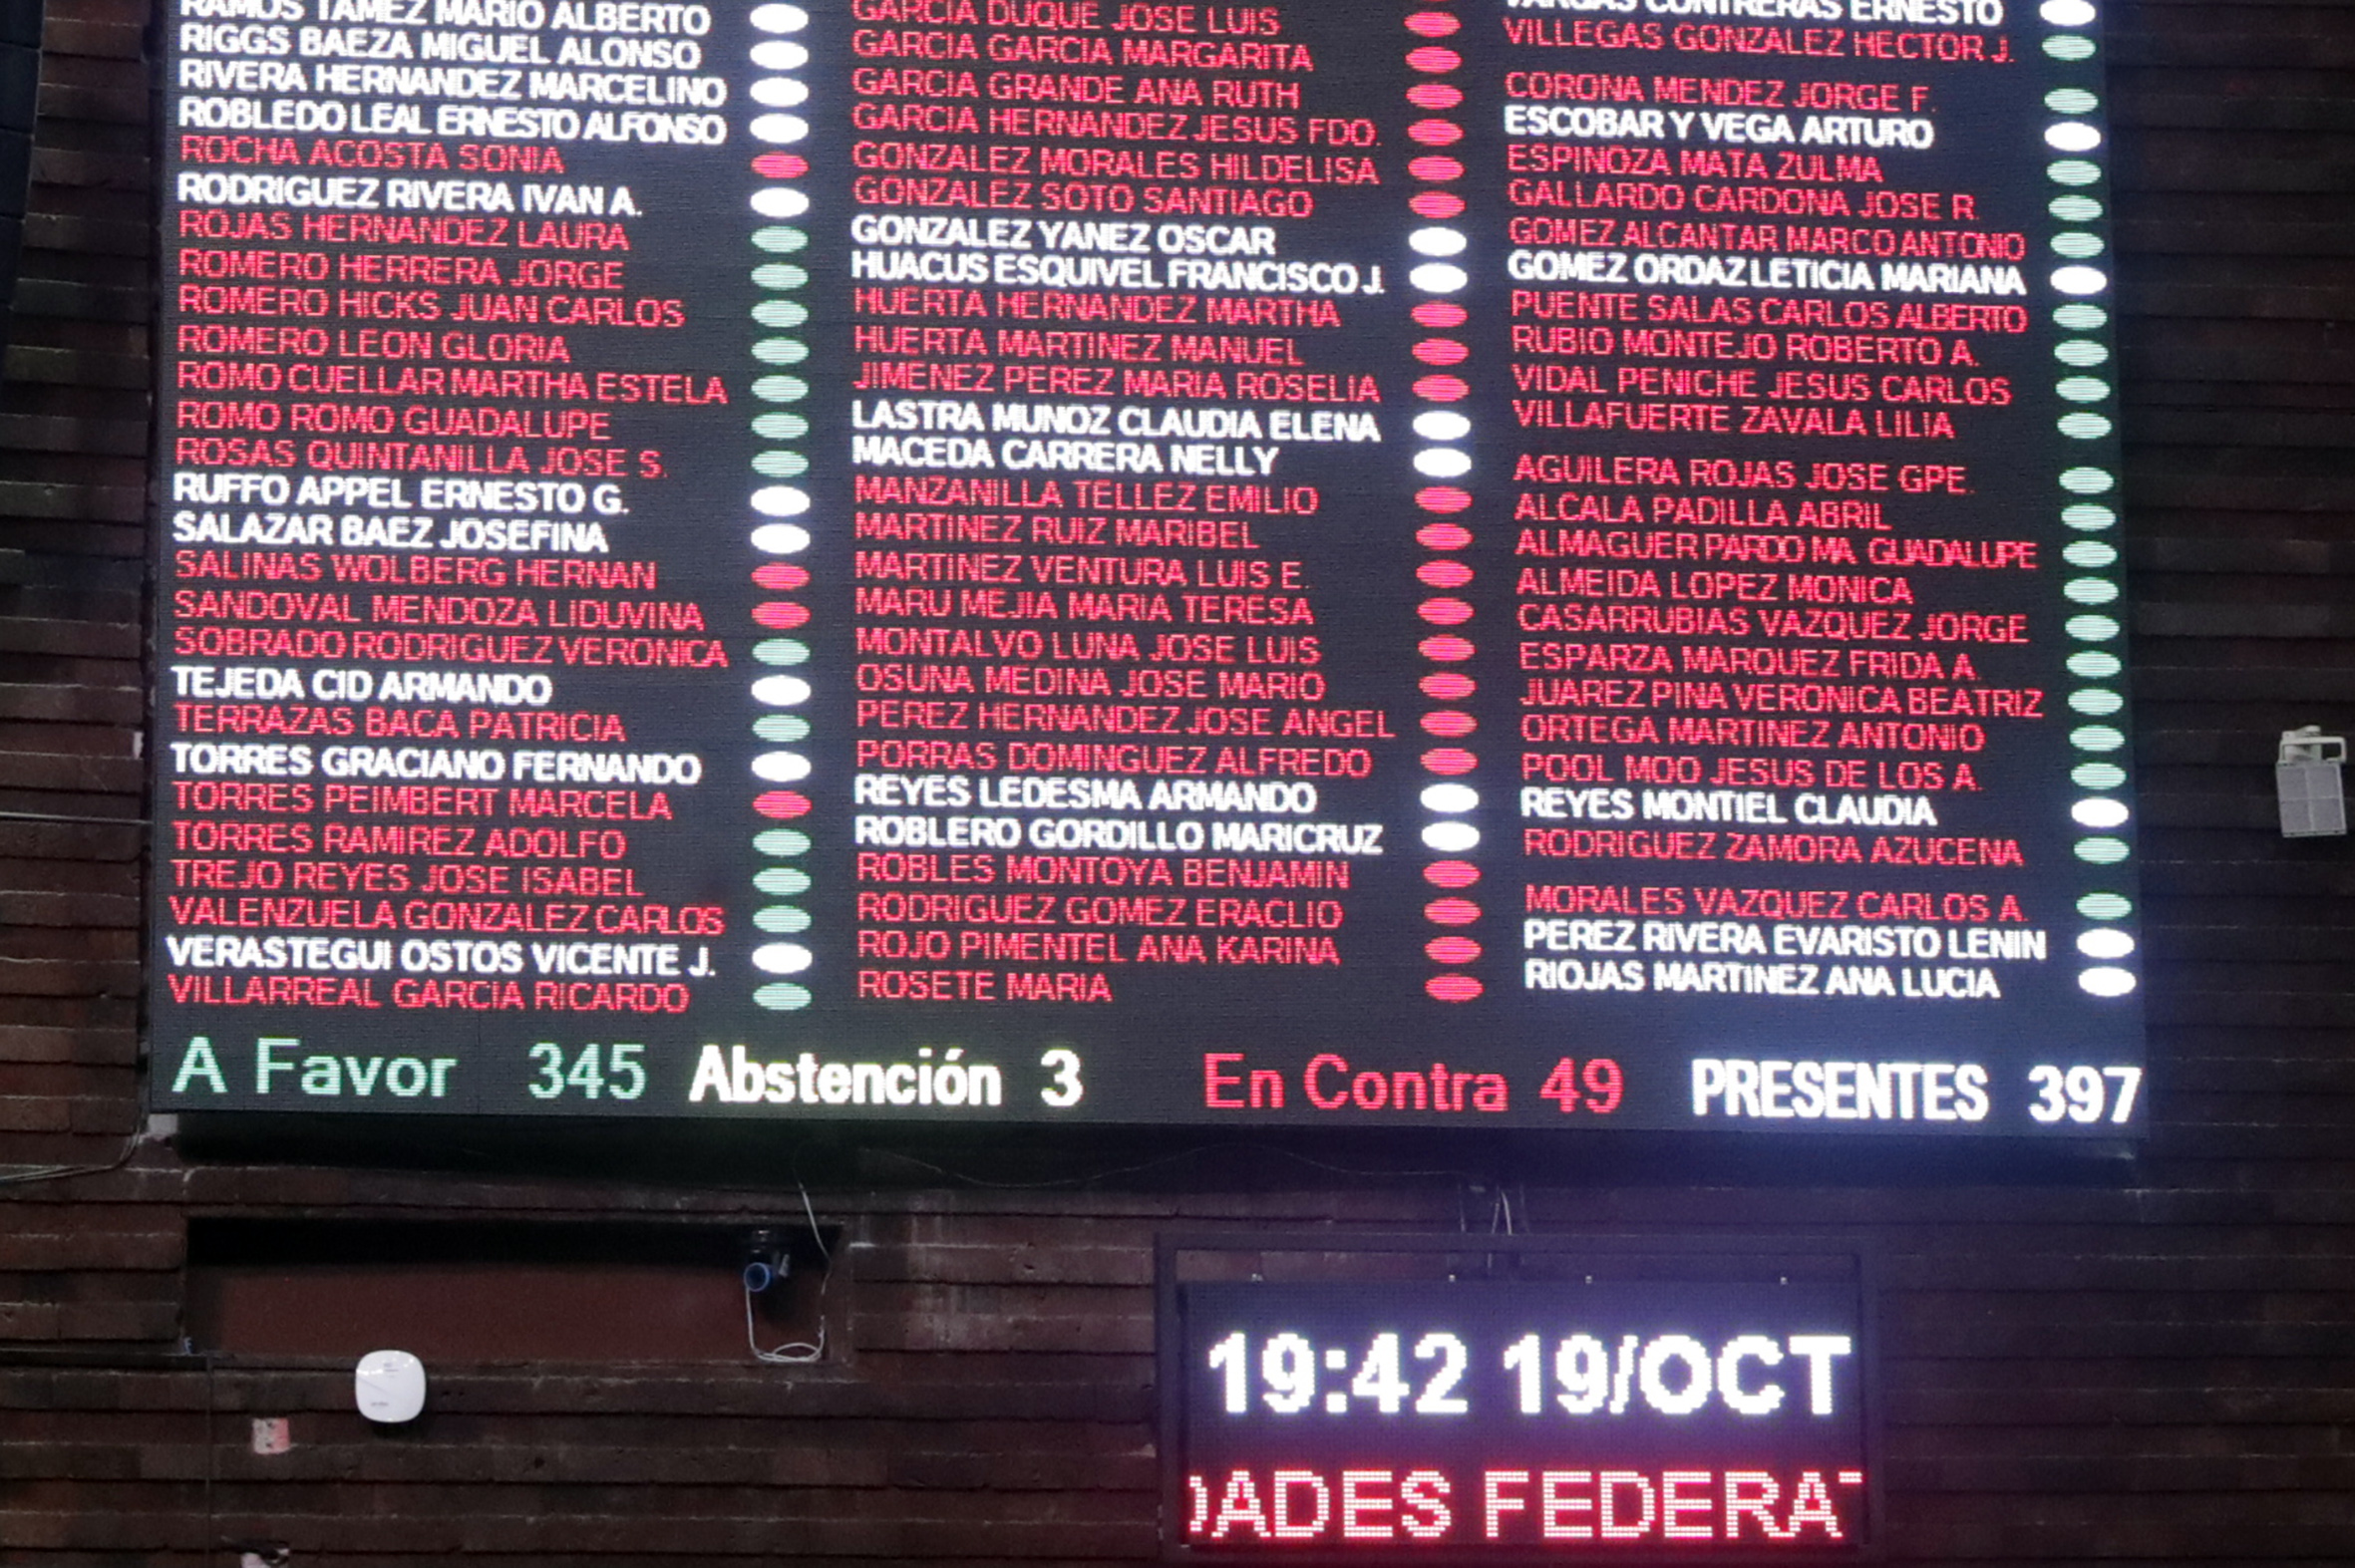 RAMOS TAMEZ MARIO ALBERTO
RIGGS BAEZA MIGUEL ALONSO
RIVERA HERNANDEZ MARCELINO
ROBLEDO LEAL ERNESTO ALFONSO
ROCHA ACOSTA SONIA
RODRIGUEZ RIVERA IVAN A.
ROJAS HERNANDEZ LAURA
ROMERO HERRERA JORGE
ROMERO HICKS JUAN CARLOS
ROMERO LEON GLORIA
ROMO CUELLAR MARTHA ESTELA
ROMO ROMO GUADALUPE
ROSAS QUINTANILLA JOSE S.
RUFFO APPEL ERNESTO G.
SALAZAR BAEZ JOSEFINA
SALINAS WOLBERG HERNAN
SANDOVAL MENDOZA LIDUVINA
SOBRADO RODRIGUEZ VERONICA
TEJEDA CID ARMANDO
TERRAZAS BACA PATRICIA
TORRES GRACIANO FERNANDO
TORRES PEIMBERT MARCELA
TORRES RAMIREZ ADOLFO
TREJO REYES JOSE ISABEL
VALENZUELA GONZALEZ CARLOS
VERASTEGUI OSTOS VICENTE J.
VILLARREAL GARCIA RICARDO
GARCIA DUQUE JOSE LUIS
GARCIA GARCIA MARGARITA
GARCIA GRANDE ANA RUTH
GARCIA HERNANDEZ JESUS FDO.
GONZALEZ MORALES HILDELISA
GONZALEZ SOTO SANTIAGO
GONZALEZ YANEZ OSCAR
HUACUS ESQUIVEL FRANCISCO J.
HUERTA HERNANDEZ MARTHA
HUERTA MARTINEZ MANUEL
JIMENEZ PEREZ MARIA ROSELIA
LASTRA MUNOZ CLAUDIA ELENA
MACEDA CARRERA NELLY
MANZANILLA TELLEZ EMILIO
MARTINEZ RUIZ MARIBEL
MARTINEZ VENTURA LUIS E.
MARU MEJIA MARIA TERESA
MONTALVO LUNA JOSE LUIS
OSUNA MEDINA JOSE MARIO
PEREZ HERNANDEZ JOSE ANGEL
PORRAS DOMINGUEZ ALFREDO
REYES LEDESMA ARMANDO
ROBLERO GORDILLO MARICRUZ
ROBLES MONTOYA BENJAMIN
RODRIGUEZ GOMEZ ERACLIO
ROJO PIMENTEL ANA KARINA
ROSETE MARIA
VARGAS CONTRERAS ERNESTO
VILLEGAS GONZALEZ HECTOR J.
CORONA MENDEZ JORGE F.
ESCOBAR Y VEGA ARTURO
ESPINOZA MATA ZULMA
GALLARDO CARDONA JOSE R.
GOMEZ ALCANTAR MARCO ANTONIO
GOMEZ ORDAZ LETICIA MARIANA
PUENTE SALAS CARLOS ALBERTO
RUBIO MONTEJO ROBERTO A.
VIDAL PENICHE JESUS CARLOS
VILLAFUERTE ZAVALA LILIA
AGUILERA ROJAS JOSE GPE.
ALCALA PADILLA ABRIL
ALMAGUER PARDO MA. GUADALUPE
ALMEIDA LOPEZ MONICA
CASARRUBIAS VAZQUEZ JORGE
ESPARZA MARQUEZ FRIDA A.
JUAREZ PINA VERONICA BEATRIZ
ORTEGA MARTINEZ ANTONIO
POOL MOO JESUS DE LOS A.
REYES MONTIEL CLAUDIA
RODRIGUEZ ZAMORA AZUCENA
MORALES VAZQUEZ CARLOS A.
PEREZ RIVERA EVARISTO LENIN
RIOJAS MARTINEZ ANA LUCIA
A Favor 345 Abstención 3 En Contra 49 PRESENTES 397
19:42 19/OCT
DADES FEDERA